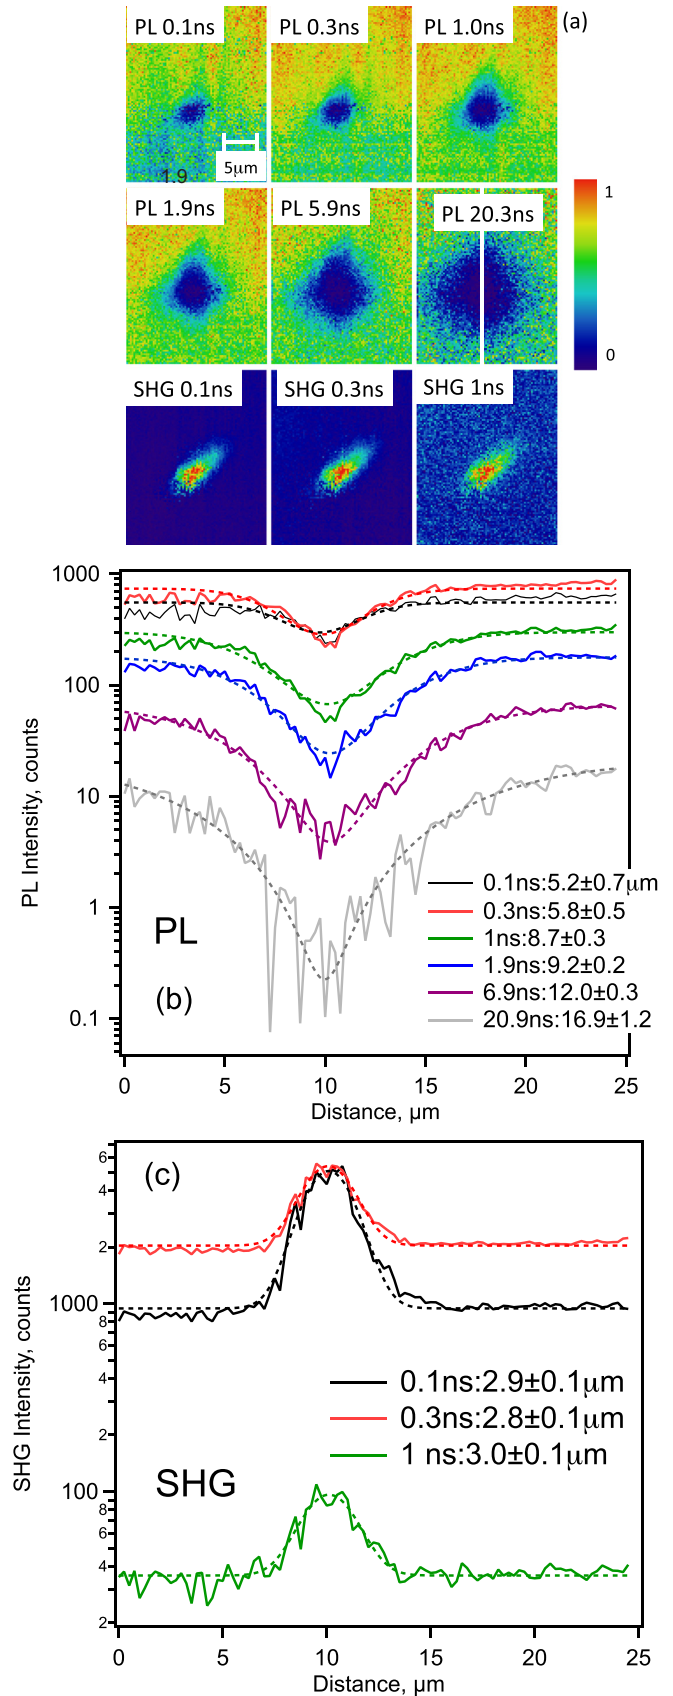 PL 0.1ns
PL 0.3ns
PL 1.0ns
(a)
5µm
1.9
PL 1.9ns
PL 5.9ns
PL 20.3ns
1
0
SHG 0.1ns
SHG 0.3ns
SHG 1ns
1000
100
10
1
0.1
PL Intensity, counts
0.1ns:5.2±0.7µm
0.3ns:5.8±0.5
1ns:8.7±0.3
1.9ns:9.2±0.2
6.9ns:12.0±0.3
20.9ns:16.9±1.2
PL
(b)
0 5 10 15 20 25
Distance, µm
(c)
6
4
2
1000
8
6
4
2
100
8
6
4
2
SHG Intensity, counts
0.1ns:2.9±0.1µm
0.3ns:2.8±0.1µm
1 ns:3.0±0.1µm
SHG
0 5 10 15 20 25
Distance, µm